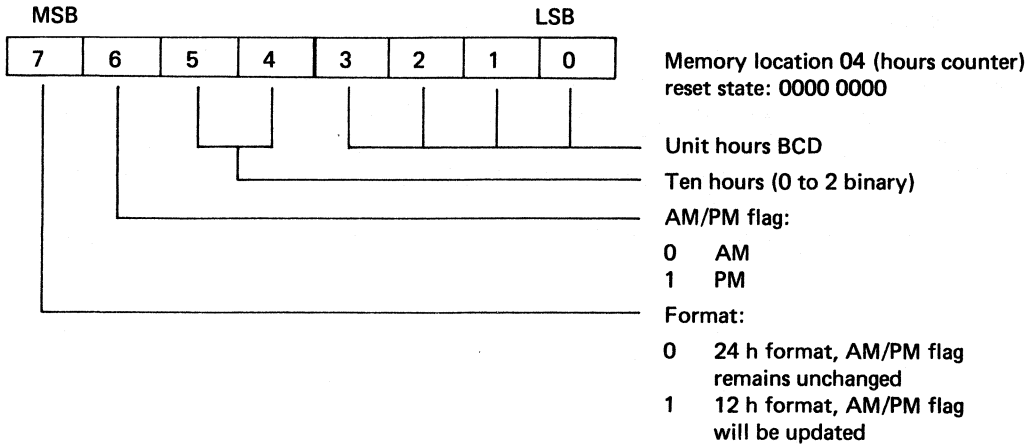 MSB LSB
7 6 5 4 3 2 1 0
Memory location 04 (hours counter)
reset state: 0000 0000
Unit hours BCD
Ten hours (0 to 2 binary)
AM/PM flag:
0 AM
1 PM
Format:
0 24 h format, AM/PM flag
remains unchanged
1 12 h format, AM/PM flag
will be updated